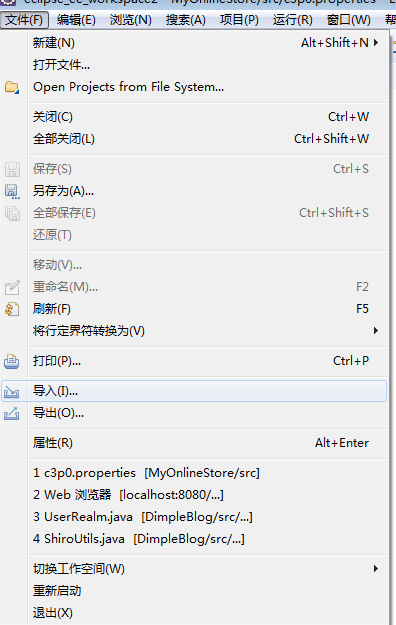 eclipse_ee_workspace2 - MyOnlineStore/src/c3p0.properties - E
文件(F) 编辑(E) 浏览(N) 搜索(A) 项目(P) 运行(R) 窗口(W) 帮
新建(N) Alt+Shift+N
打开文件...
Open Projects from File System...
关闭(C) Ctrl+W
全部关闭(L) Ctrl+Shift+W
保存(S) Ctrl+S
另存为(A)...
全部保存(E) Ctrl+Shift+S
还原(T)
移动(V)...
重命名(M)... F2
刷新(F) F5
将行定界符转换为(V)
打印(P)... Ctrl+P
导入(I)...
导出(O)...
属性(R) Alt+Enter
1 c3p0.properties [MyOnlineStore/src]
2 Web 浏览器 [localhost:8080/...]
3 UserRealm.java [DimpleBlog/src/...]
4 ShiroUtils.java [DimpleBlog/src/...]
切换工作空间(W)
重新启动
退出(X)